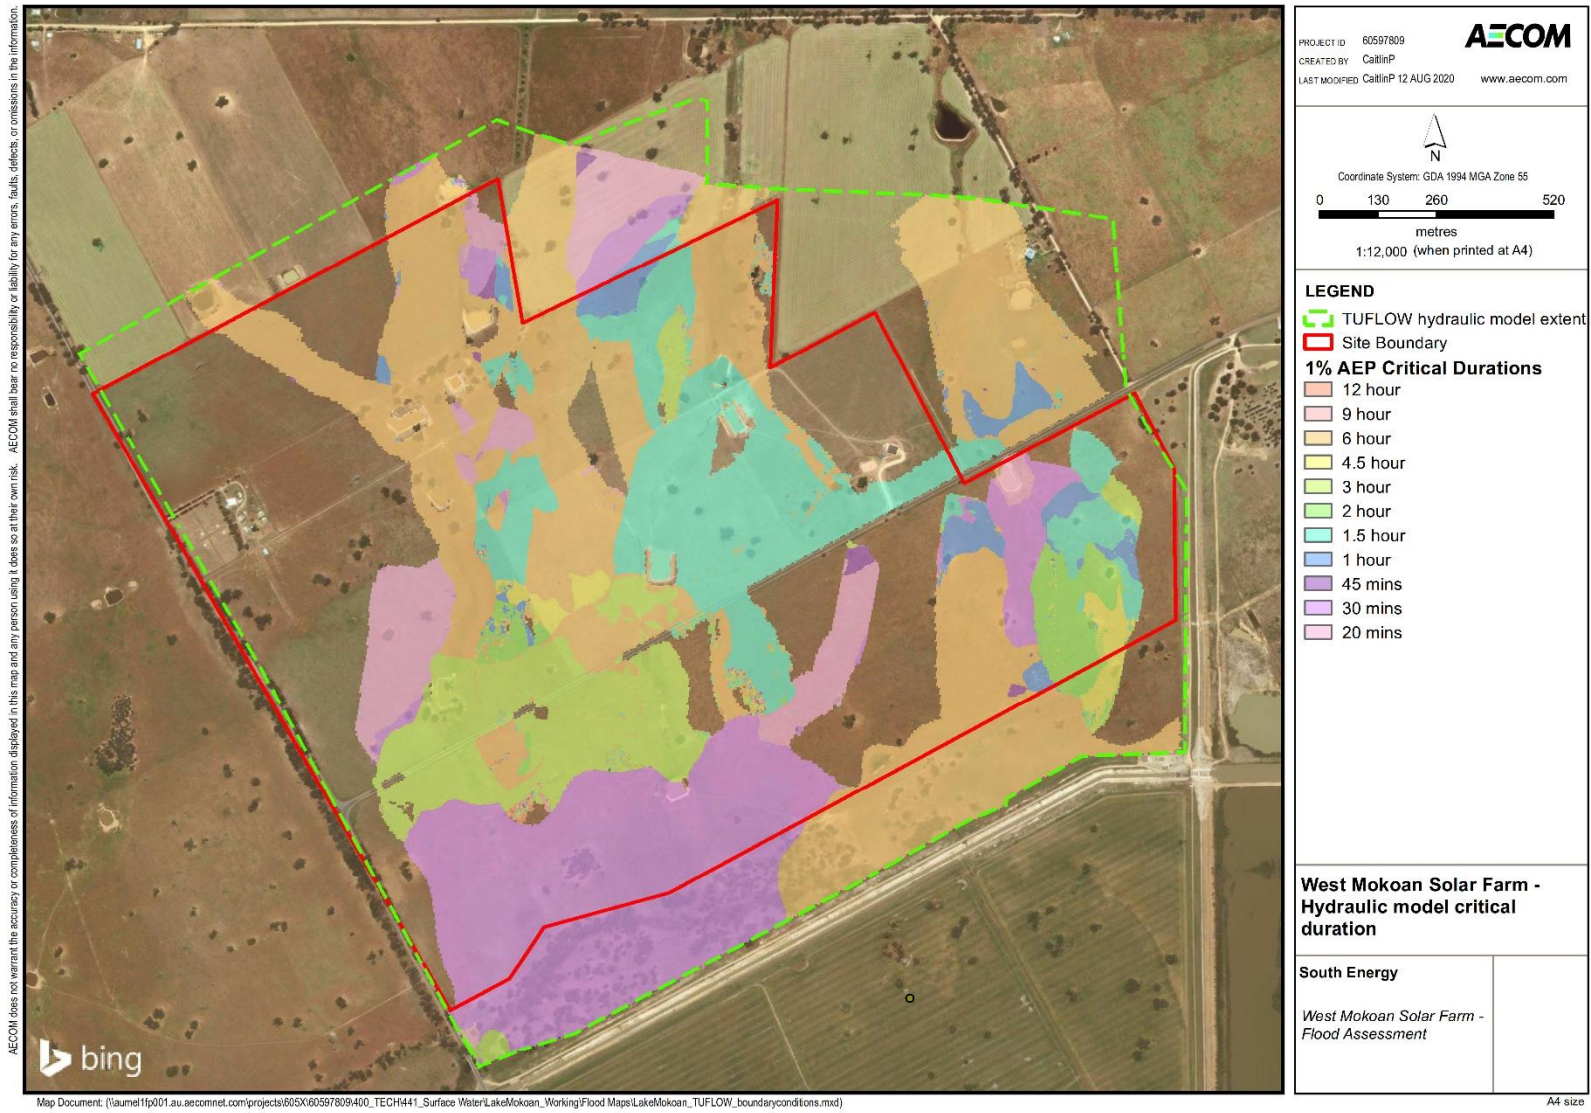 AECOM does not warrant the accuracy or completeness of information displayed in this map and any person using it does so at their own risk. AECOM shall bear no responsibility or liability for any errors, faults, defects, or omissions in the information.
bing
Map Document: (\\aumel1fp001.au.aecomnet.com\projects\605X\60597809\400_TECH\441_Surface Water\LakeMokoan_Working\Flood Maps\LakeMokoan_TUFLOW_boundaryconditions.mxd)
AECOM
PROJECT ID 60597809
CREATED BY CaitlinP
LAST MODIFIED CaitlinP 12 AUG 2020
www.aecom.com
N
Coordinate System: GDA 1994 MGA Zone 55
0 130 260 520
metres
1:12,000 (when printed at A4)
LEGEND
TUFLOW hydraulic model extent
Site Boundary
1% AEP Critical Durations
12 hour
9 hour
6 hour
4.5 hour
3 hour
2 hour
1.5 hour
1 hour
45 mins
30 mins
20 mins
West Mokoan Solar Farm -
Hydraulic model critical
duration
South Energy
West Mokoan Solar Farm -
Flood Assessment
A4 size